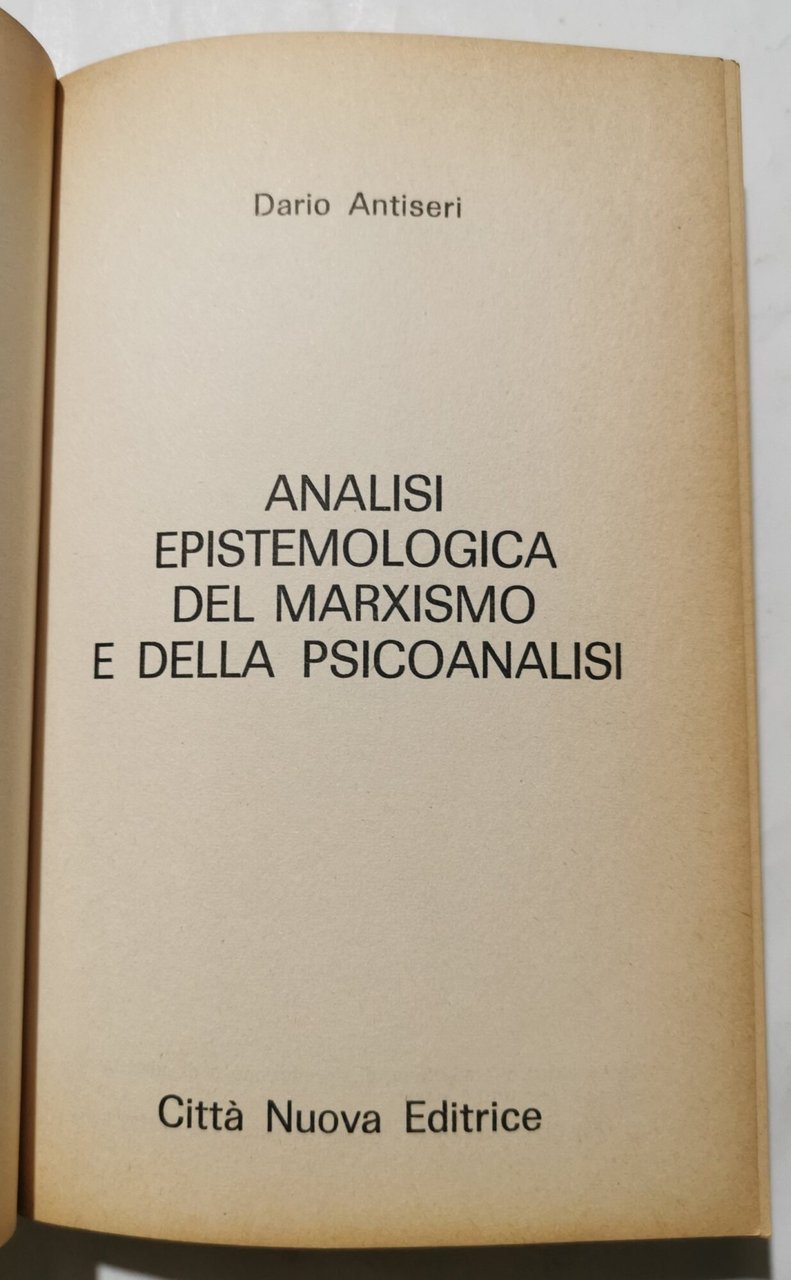 Dario Antiseri
ANALISI
EPISTEMOLOGICA
DEL MARXISMO
E DELLA PSICOANALISI
Città Nuova Editrice